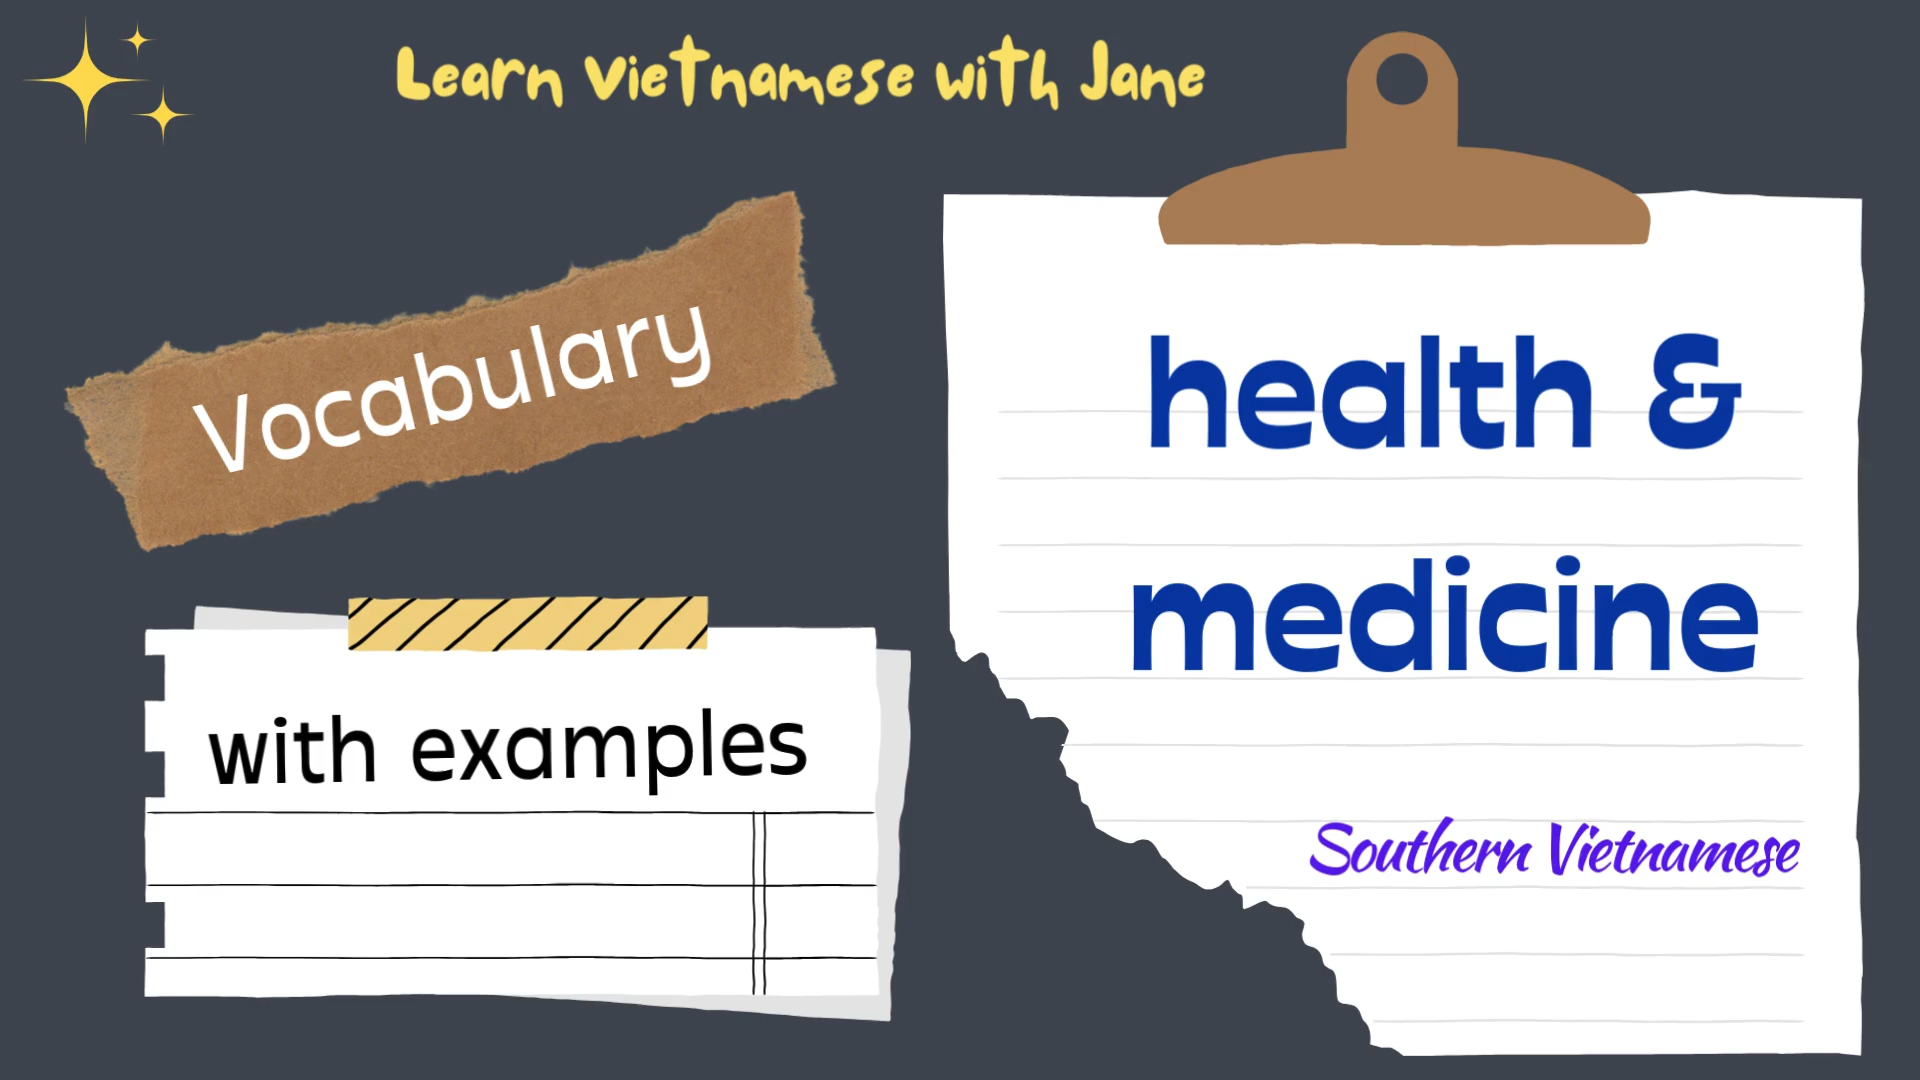 Learn Vietnamese with Jane
Vocabulary
with examples
health &
medicine
Southern Vietnamese